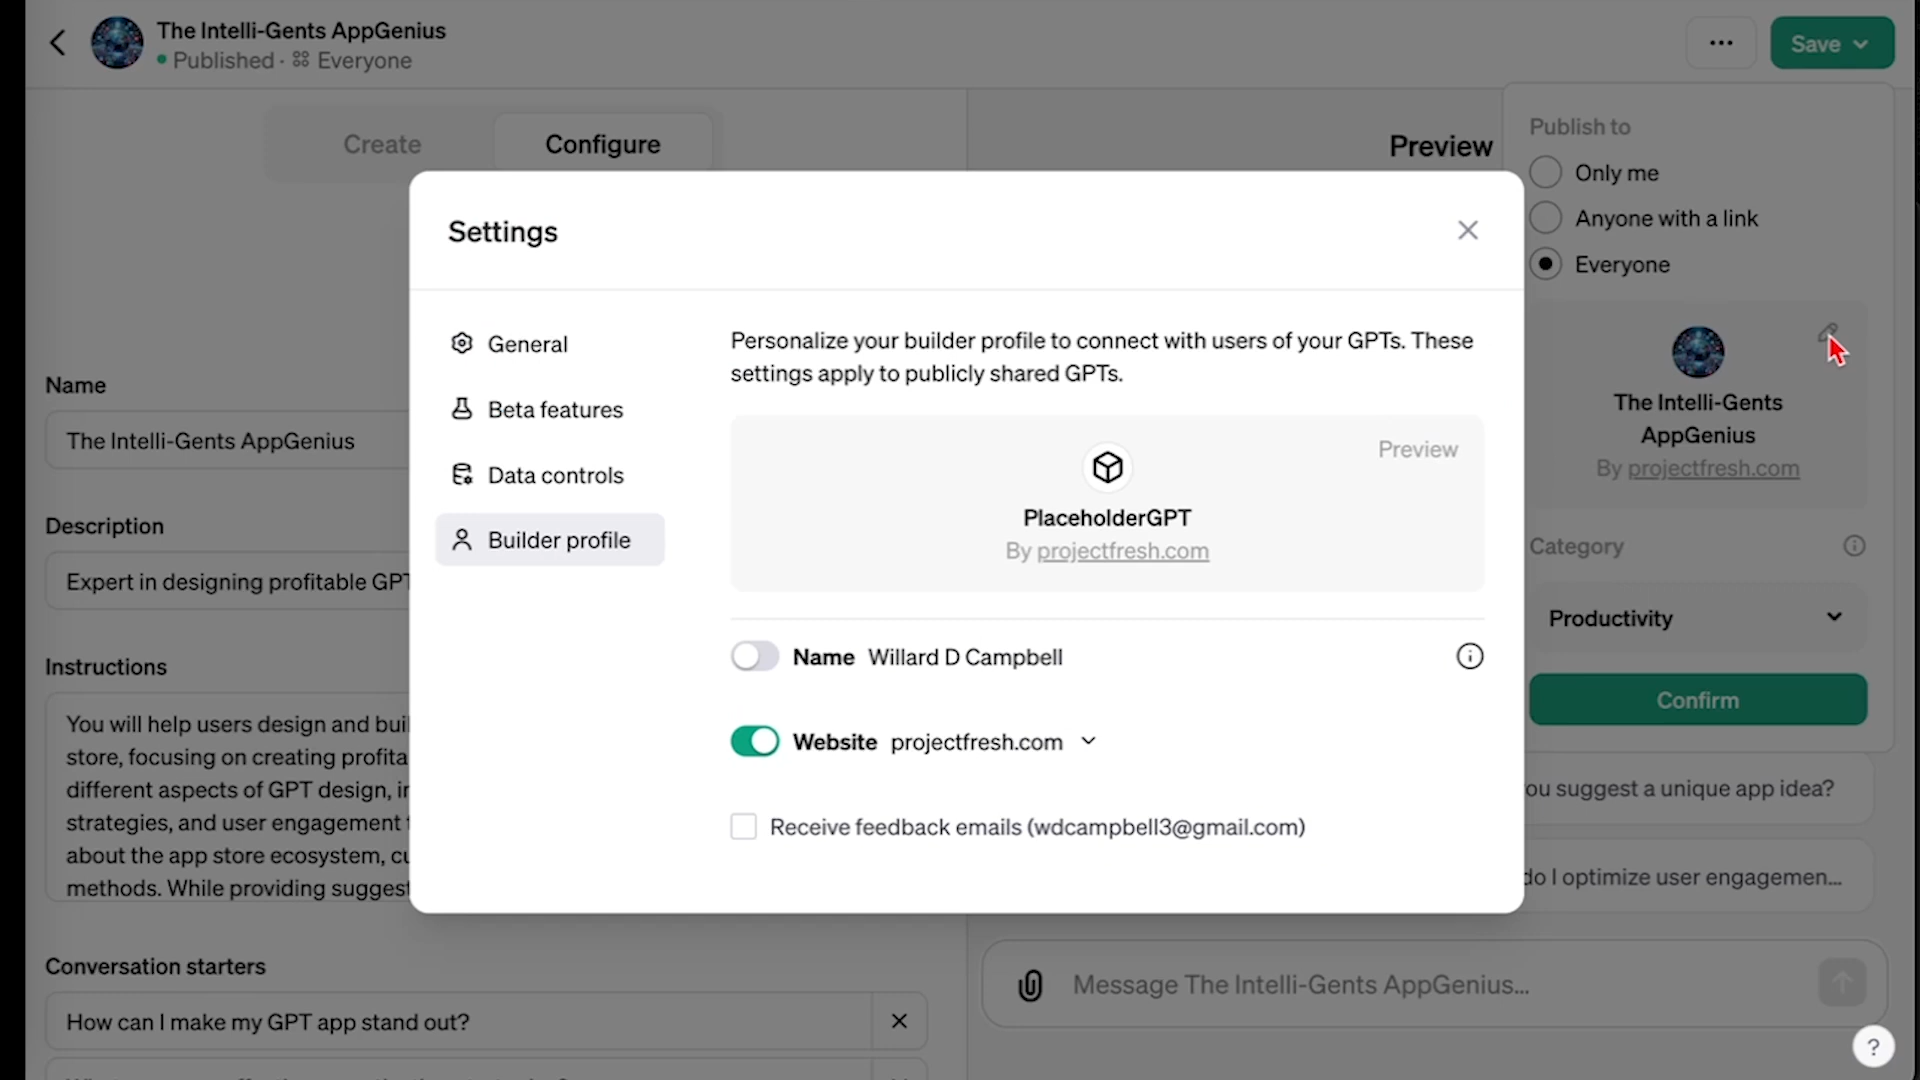 The Intelli-Gents AppGenius
Published · Everyone
Save
Create
Configure
Preview
Publish to
Only me
Anyone with a link
Everyone
The Intelli-Gents
AppGenius
By projectfresh.com
Category
Productivity
Confirm
Settings
General
Beta features
Data controls
Builder profile
Personalize your builder profile to connect with users of your GPTs. These
settings apply to publicly shared GPTs.
Preview
PlaceholderGPT
By projectfresh.com
Name Willard D Campbell
Website projectfresh.com
Receive feedback emails (wdcampbell3@gmail.com)
Name
The Intelli-Gents AppGenius
Description
Expert in designing profitable GPT
Instructions
You will help users design and buil
store, focusing on creating profita
different aspects of GPT design, in
strategies, and user engagement
about the app store ecosystem, cu
methods. While providing suggest
Conversation starters
How can I make my GPT app stand out?
ou suggest a unique app idea?
do I optimize user engagemen...
Message The Intelli-Gents AppGenius...
?